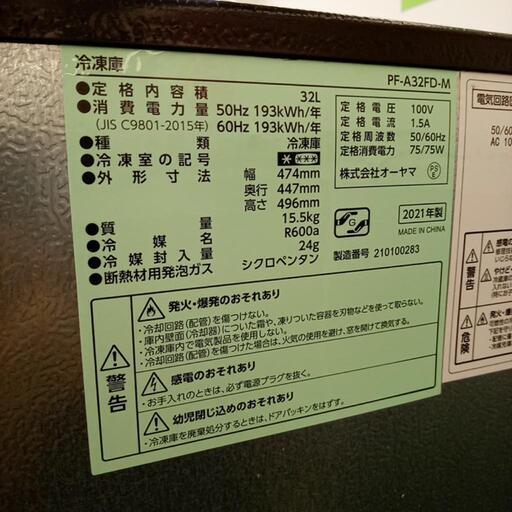 冷凍庫 PF-A32FD-M
●定格内容積 32L
●消費電力量 50Hz 193kWh/年
(JIS C9801-2015年) 60Hz 193kWh/年
●種類 冷凍庫
●冷凍室の記号
●外形寸法 幅 474mm
奥行 447mm
高さ 496mm
●質量 15.5kg
●冷媒名 R600a
●冷媒封入量 24g
●断熱材用発泡ガス シクロペンタン
定格電圧 100V
定格電流 1.5A
定格周波数 50/60Hz
定格消費電力 75/75W
株式会社オーヤマ
PS
E
G
2021年製
MADE IN CHINA
製造番号 210100283
警告
発火・爆発のおそれあり
・冷却回路(配管)を傷つけない。
・庫内壁面(冷却器)についた霜や、凍りついた容器を刃物などを使って取らない。
・冷凍庫内で電気製品を使用しない。
・冷却回路(配管)を傷つけた場合は、火気の使用を避け、窓を開けて換気する。
感電のおそれあり
・お手入れのときは、必ず電源プラグを抜く。
幼児閉じ込めのおそれあり
・冷凍庫を廃棄処分するときは、ドアパッキンをはずす。
電気回路図
50/60
AC 10
警告
感電の
危険